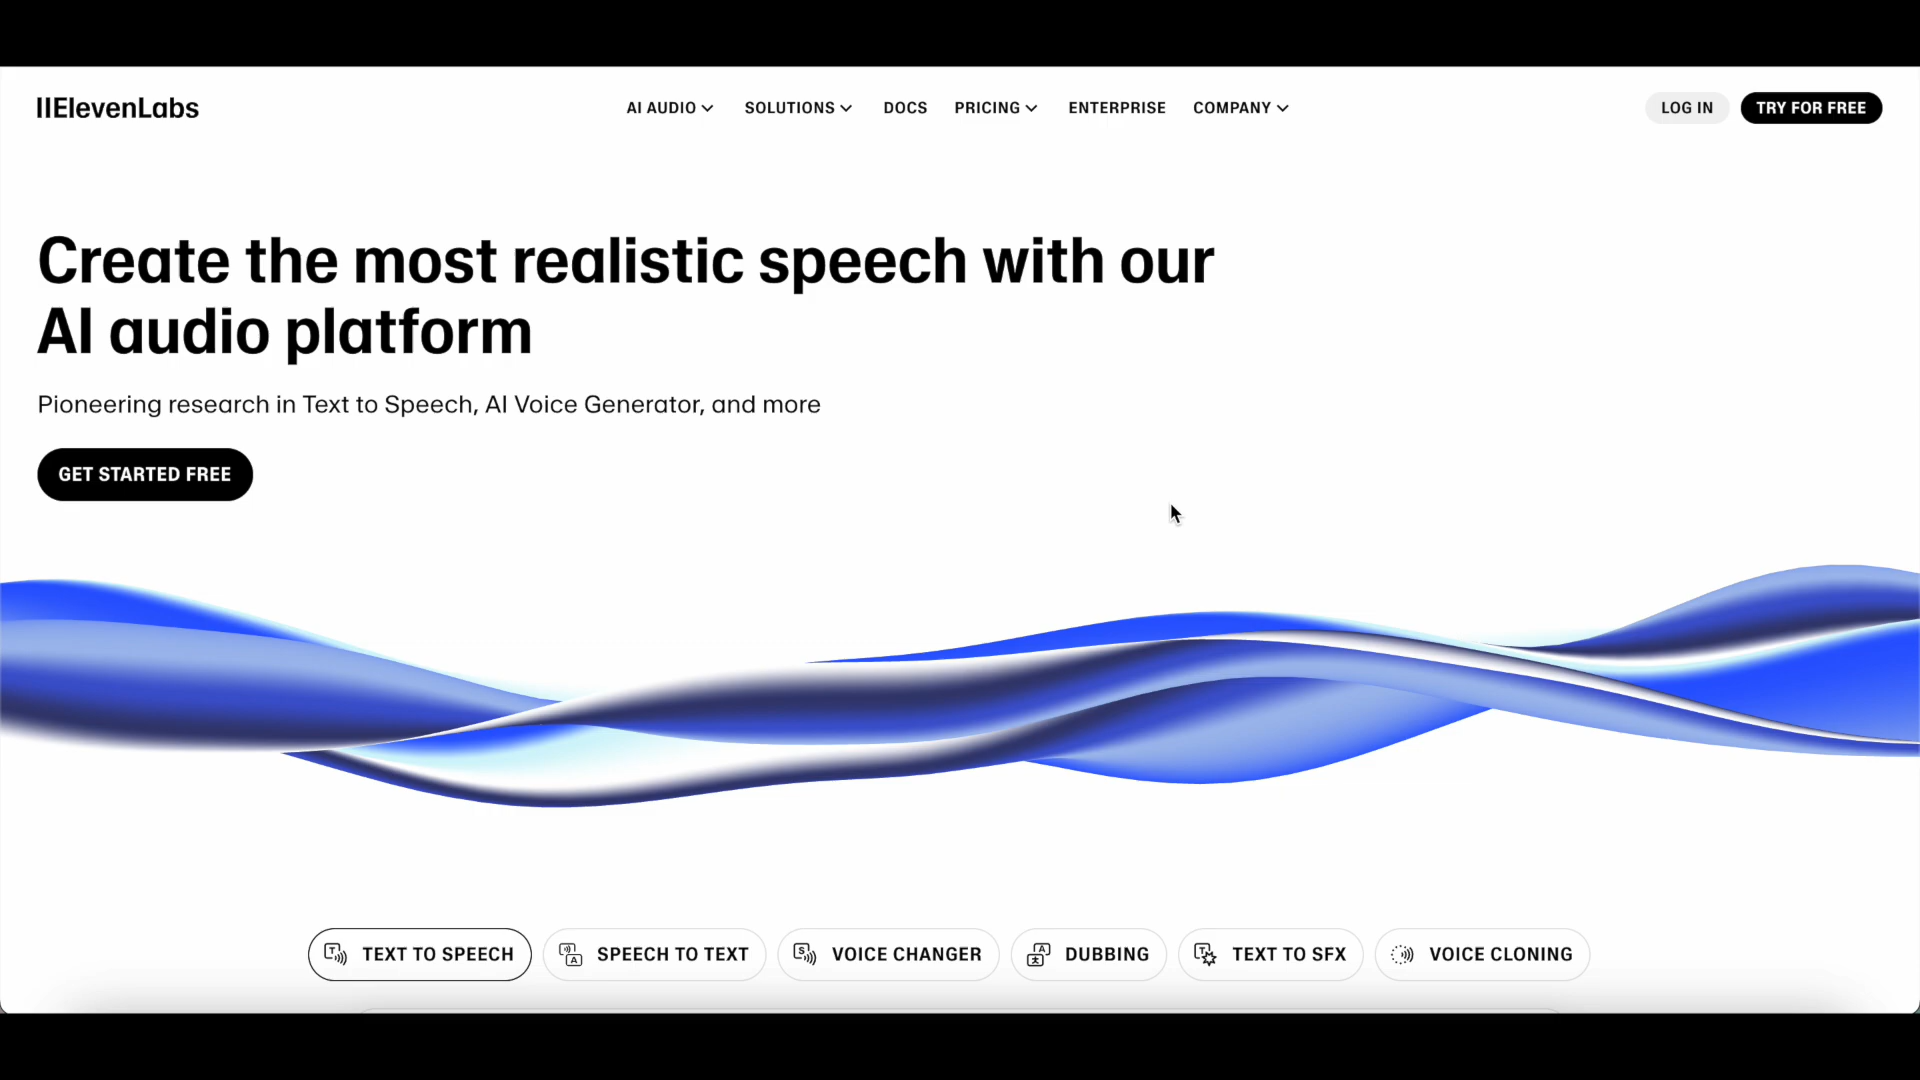 IIElevenLabs
AI AUDIO
SOLUTIONS
DOCS
PRICING
ENTERPRISE
COMPANY
LOG IN
TRY FOR FREE
Create the most realistic speech with our
AI audio platform
Pioneering research in Text to Speech, AI Voice Generator, and more
GET STARTED FREE
TEXT TO SPEECH
SPEECH TO TEXT
VOICE CHANGER
DUBBING
TEXT TO SFX
VOICE CLONING